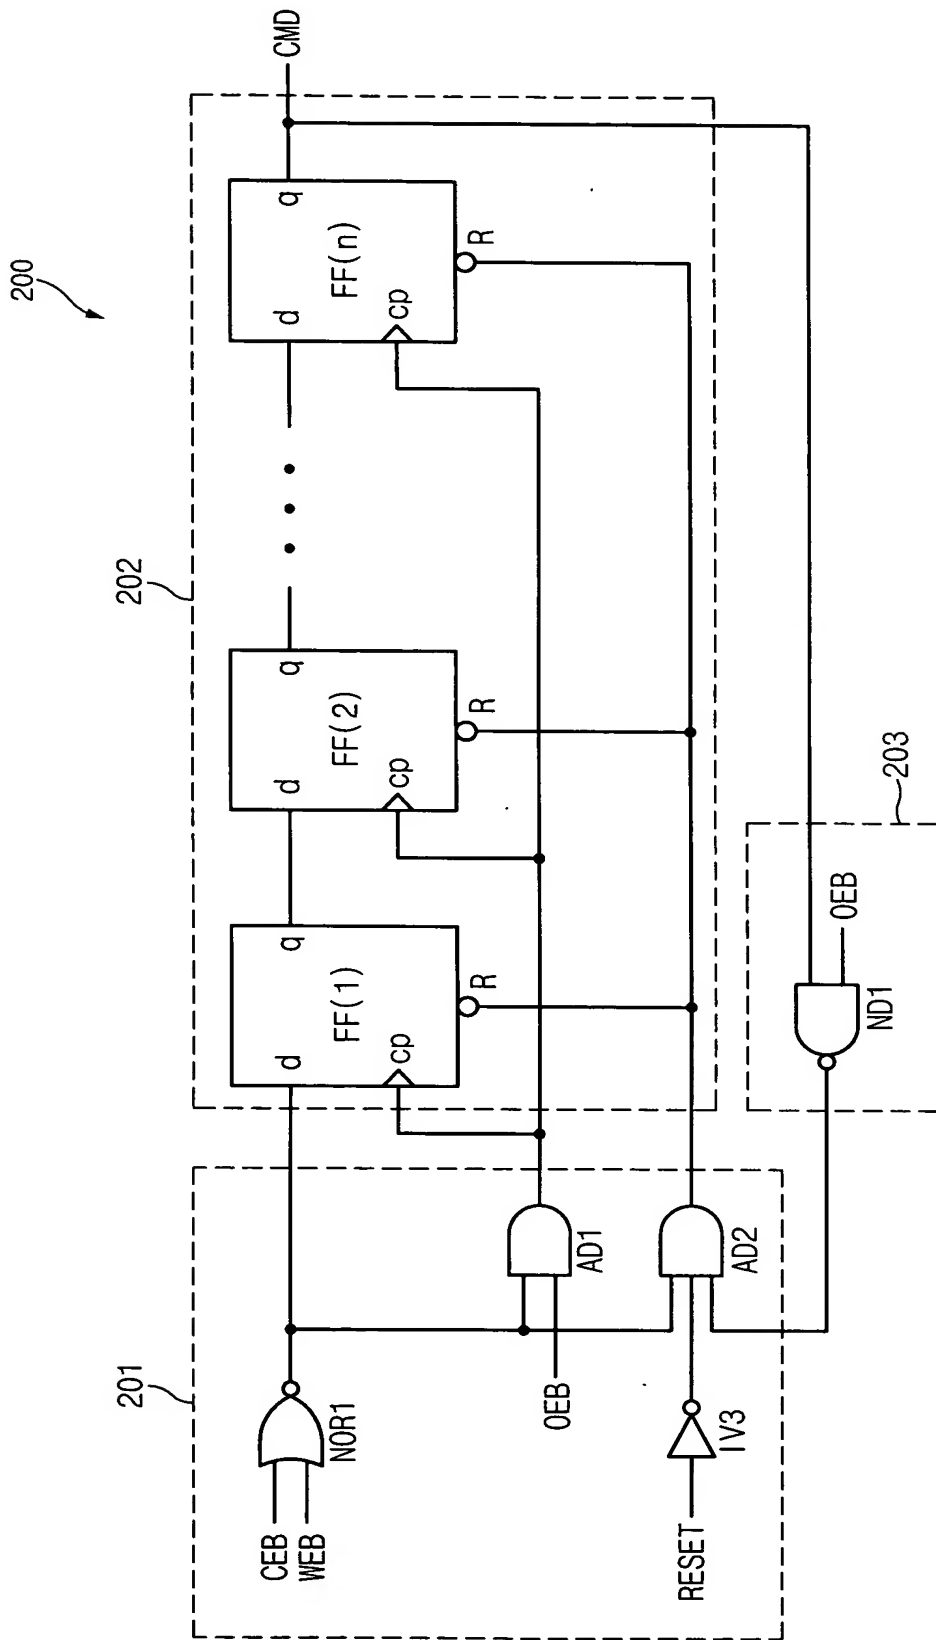 200
202
CMD
d q
FF(1)
cp
R
d q
FF(2)
cp
R
d q
FF(n)
cp
R
201
CEB
WEB
NOR1
OEB
AD1
RESET
IV3
AD2
203
OEB
ND1